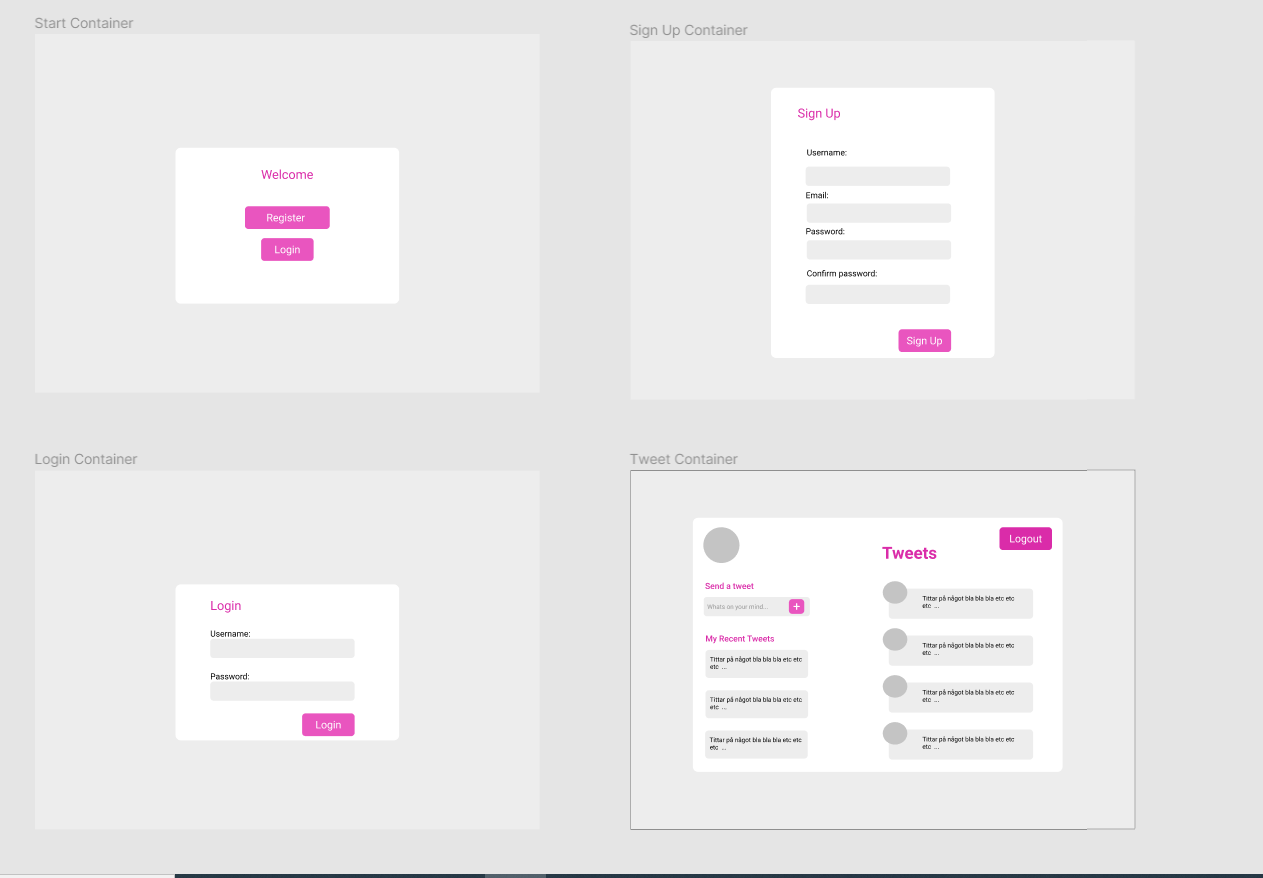 Start Container
Welcome
Register
Login
Sign Up Container
Sign Up
Username:
Email:
Password:
Confirm password:
Sign Up
Login Container
Login
Username:
Password:
Login
Tweet Container
Logout
Send a tweet
Whats on your mind...
+
My Recent Tweets
Tittar på något bla bla bla etc etc
etc ...
Tittar på något bla bla bla etc etc
etc ...
Tittar på något bla bla bla etc etc
etc ...
Tweets
Tittar på något bla bla bla etc etc
etc ...
Tittar på något bla bla bla etc etc
etc ...
Tittar på något bla bla bla etc etc
etc ...
Tittar på något bla bla bla etc etc
etc ...